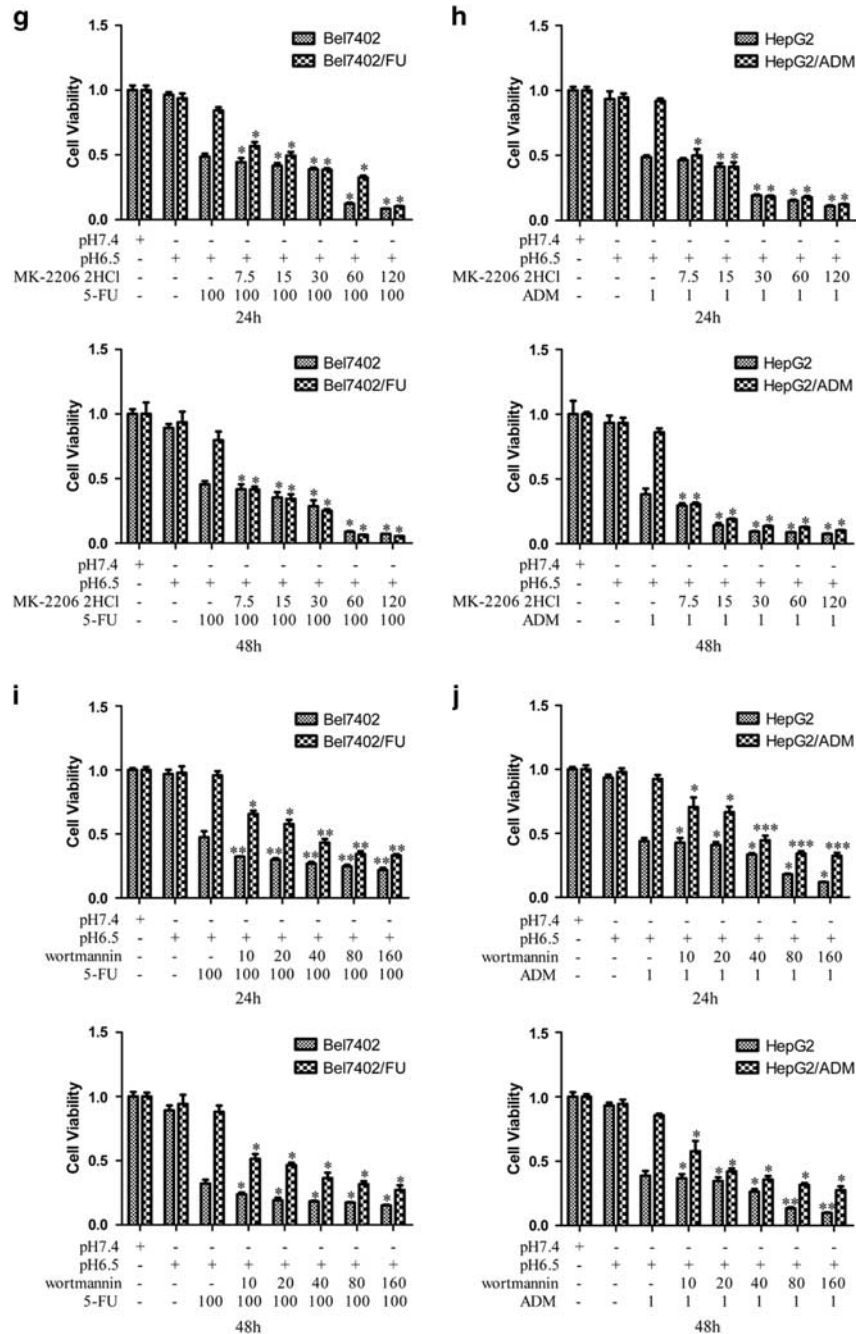 g
Bel7402
Bel7402/FU
Cell Viability
1.5
1.0
0.5
0.0
* * * * * * * * * *
pH7.4 + - - - - - - -
pH6.5 - + + + + + + +
MK-2206 2HCl - - - 7.5 15 30 60 120
5-FU - - 100 100 100 100 100 100
24h
Bel7402
Bel7402/FU
Cell Viability
1.5
1.0
0.5
0.0
* * * * * * * * * *
pH7.4 + - - - - - - -
pH6.5 - + + + + + + +
MK-2206 2HCl - - - 7.5 15 30 60 120
5-FU - - 100 100 100 100 100 100
48h
h
HepG2
HepG2/ADM
Cell Viability
1.5
1.0
0.5
0.0
* * * * * * * * *
pH7.4 + - - - - - - -
pH6.5 - + + + + + + +
MK-2206 2HCl - - - 7.5 15 30 60 120
ADM - - 1 1 1 1 1 1
24h
HepG2
HepG2/ADM
Cell Viability
1.5
1.0
0.5
0.0
* * * * * * * * * *
pH7.4 + - - - - - - -
pH6.5 - + + + + + + +
MK-2206 2HCl - - - 7.5 15 30 60 120
ADM - - 1 1 1 1 1 1
48h
i
Bel7402
Bel7402/FU
Cell Viability
1.5
1.0
0.5
0.0
** * ** * ** ** ** ** ** **
pH7.4 + - - - - - - -
pH6.5 - + + + + + + +
wortmannin - - - 10 20 40 80 160
5-FU - - 100 100 100 100 100 100
24h
Bel7402
Bel7402/FU
Cell Viability
1.5
1.0
0.5
0.0
* * * * * * * * * *
pH7.4 + - - - - - - -
pH6.5 - + + + + + + +
wortmannin - - - 10 20 40 80 160
5-FU - - 100 100 100 100 100 100
48h
j
HepG2
HepG2/ADM
Cell Viability
1.5
1.0
0.5
0.0
* * * * * *** * *** * ***
pH7.4 + - - - - - - -
pH6.5 - + + + + + + +
wortmannin - - - 10 20 40 80 160
ADM - - 1 1 1 1 1 1
24h
HepG2
HepG2/ADM
Cell Viability
1.5
1.0
0.5
0.0
* * * * * * ** * ** *
pH7.4 + - - - - - - -
pH6.5 - + + + + + + +
wortmannin - - - 10 20 40 80 160
ADM - - 1 1 1 1 1 1
48h